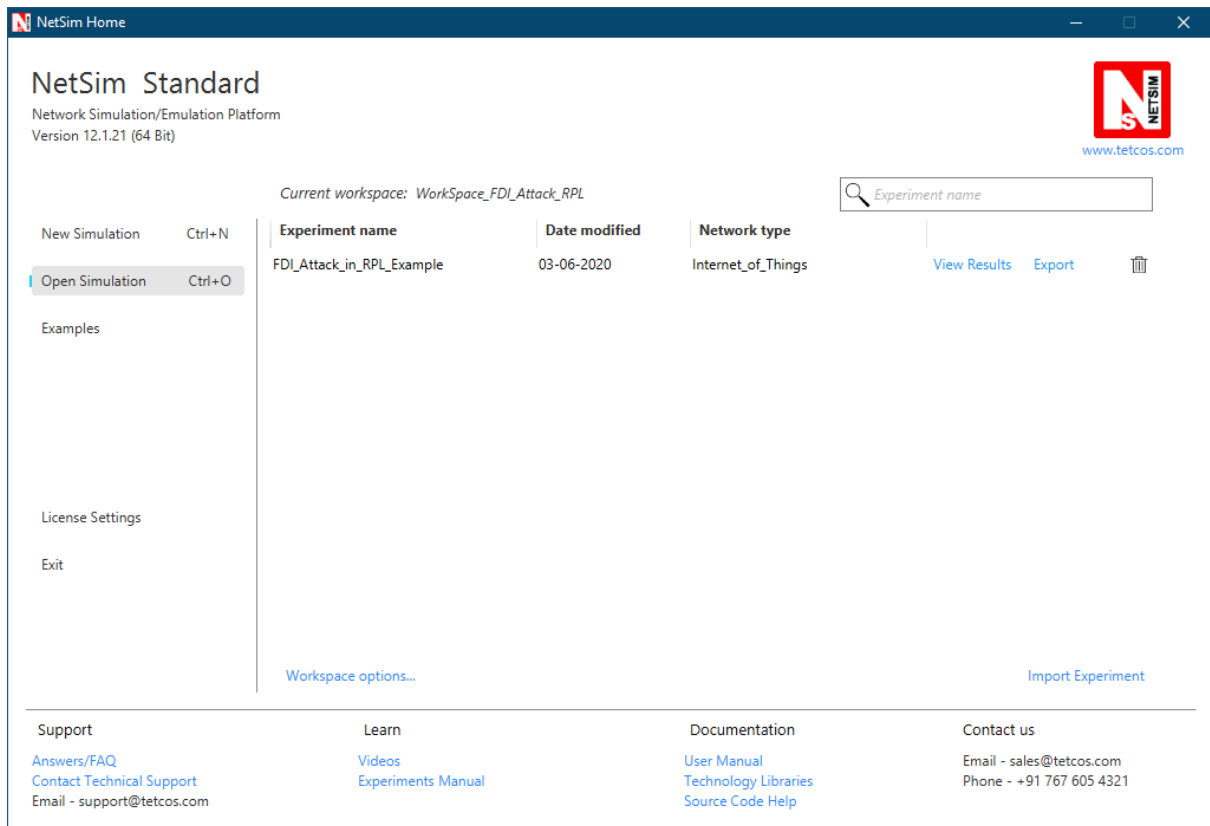 NetSim Home
NetSim Standard
Network Simulation/Emulation Platform
Version 12.1.21 (64 Bit)
NS NETSIM
www.tetcos.com
Current workspace: WorkSpace_FDI_Attack_RPL
Experiment name
New Simulation Ctrl+N
Open Simulation Ctrl+O
Examples
License Settings
Exit
Experiment name Date modified Network type
FDI_Attack_in_RPL_Example 03-06-2020 Internet_of_Things View Results Export
Workspace options... Import Experiment
Support
Answers/FAQ
Contact Technical Support
Email - support@tetcos.com
Learn
Videos
Experiments Manual
Documentation
User Manual
Technology Libraries
Source Code Help
Contact us
Email - sales@tetcos.com
Phone - +91 767 605 4321